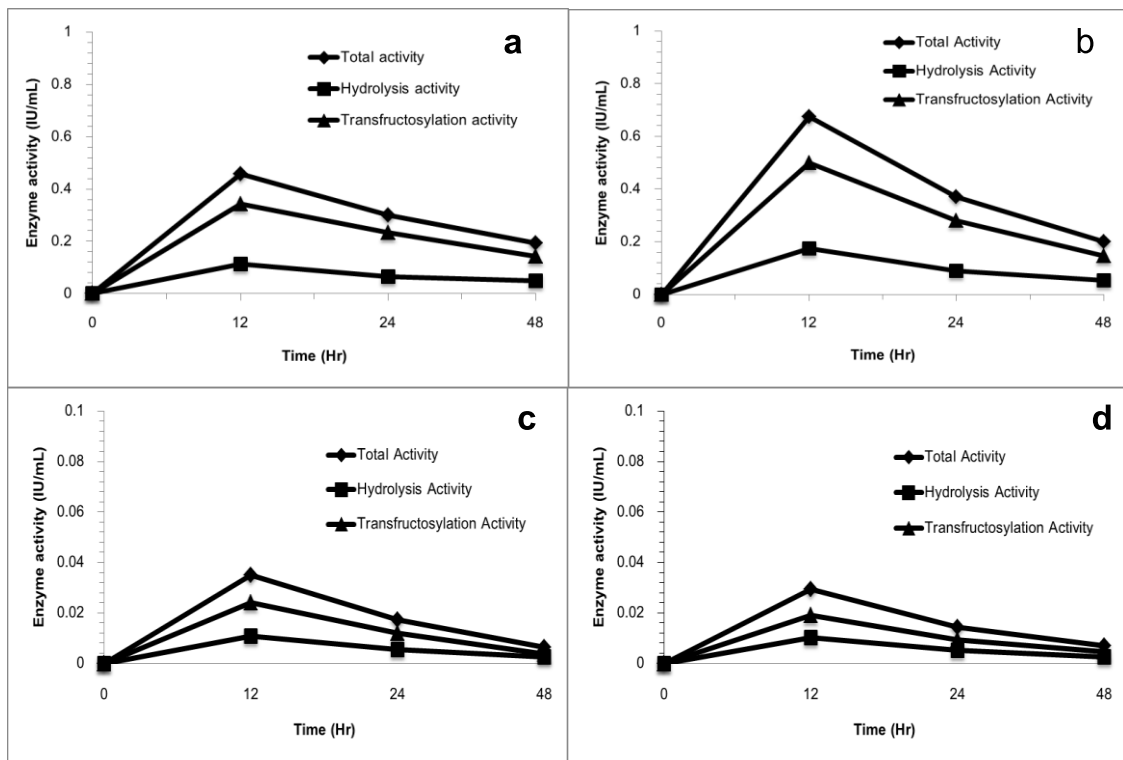 a
Total activity
Hydrolysis activity
Transfructosylation activity
Enzyme activity (IU/mL)
1
0.8
0.6
0.4
0.2
0
0 12 24 48
Time (Hr)
b
Total Activity
Hydrolysis Activity
Transfructosylation Activity
Enzyme activity (IU/mL)
1
0.8
0.6
0.4
0.2
0
0 12 24 48
Time (Hr)
c
Total Activity
Hydrolysis Activity
Transfructosylation Activity
Enzyme activity (IU/mL)
0.1
0.08
0.06
0.04
0.02
0
0 12 24 48
Time (Hr)
d
Total Activity
Hydrolysis Activity
Transfructosylation Activity
Enzyme activity (IU/mL)
0.1
0.08
0.06
0.04
0.02
0
0 12 24 48
Time (Hr)